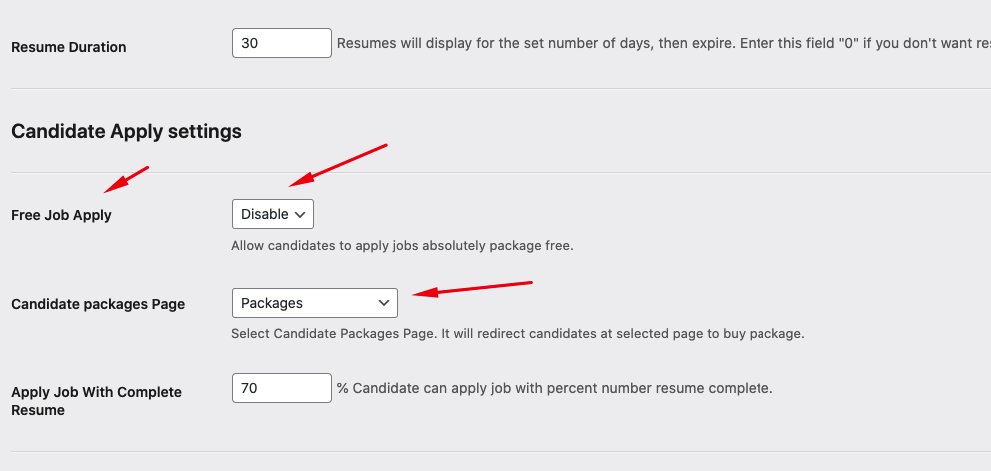 Resume Duration
30
Resumes will display for the set number of days, then expire. Enter this field "0" if you don't want
Candidate Apply settings
Free Job Apply
Disable
Allow candidates to apply jobs absolutely package free.
Candidate packages Page
Packages
Select Candidate Packages Page. It will redirect candidates at selected page to buy package.
Apply Job With Complete
Resume
70
% Candidate can apply job with percent number resume complete.